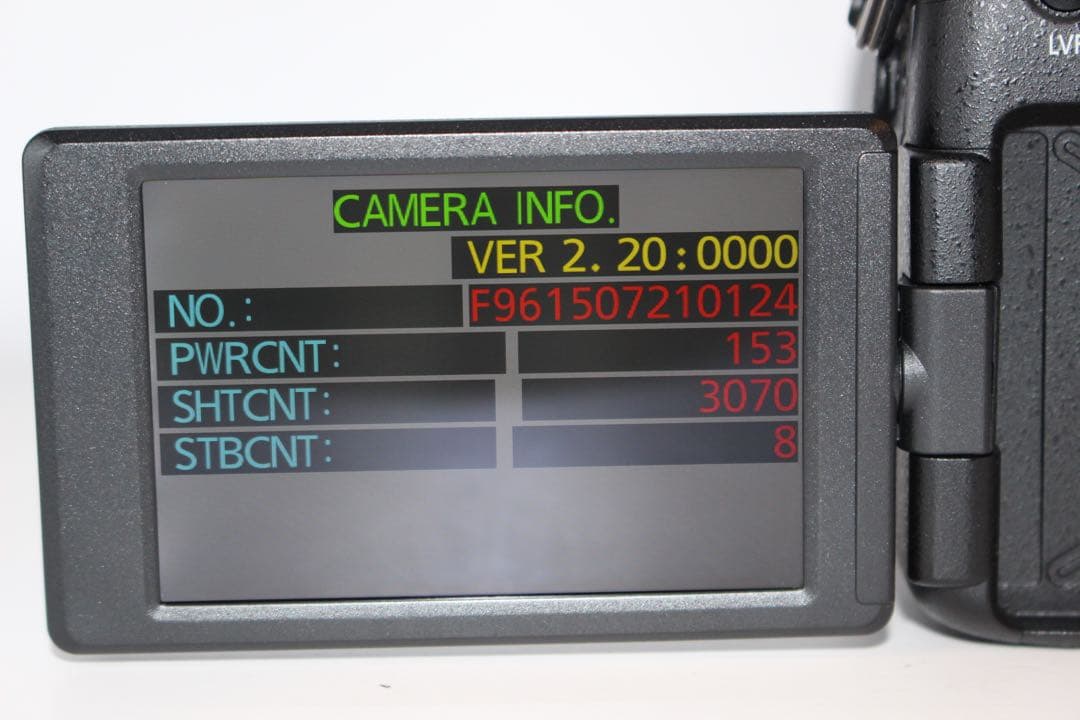 LVF
CAMERA INFO.
VER 2. 20:0000
NO.: F961507210124
PWRCNT: 153
SHTCNT: 3070
STBCNT: 8